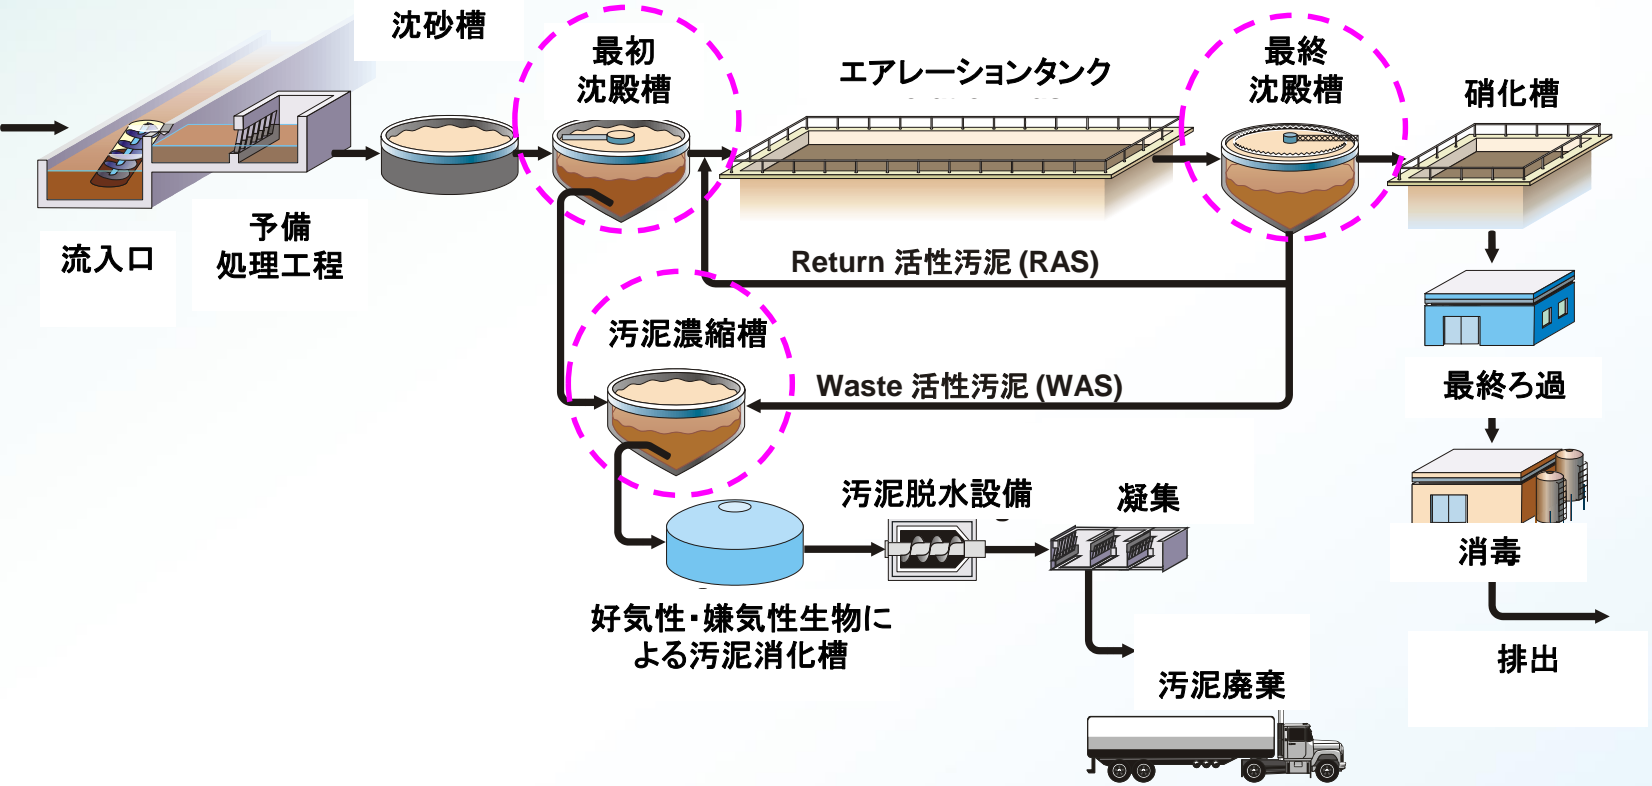 沈砂槽
最初
沈殿槽
エアレーションタンク
最終
沈殿槽
硝化槽
流入口
予備
処理工程
Return 活性汚泥 (RAS)
汚泥濃縮槽
Waste 活性汚泥 (WAS)
最終ろ過
汚泥脱水設備
凝集
消毒
好気性・嫌気性生物に
よる汚泥消化槽
汚泥廃棄
排出